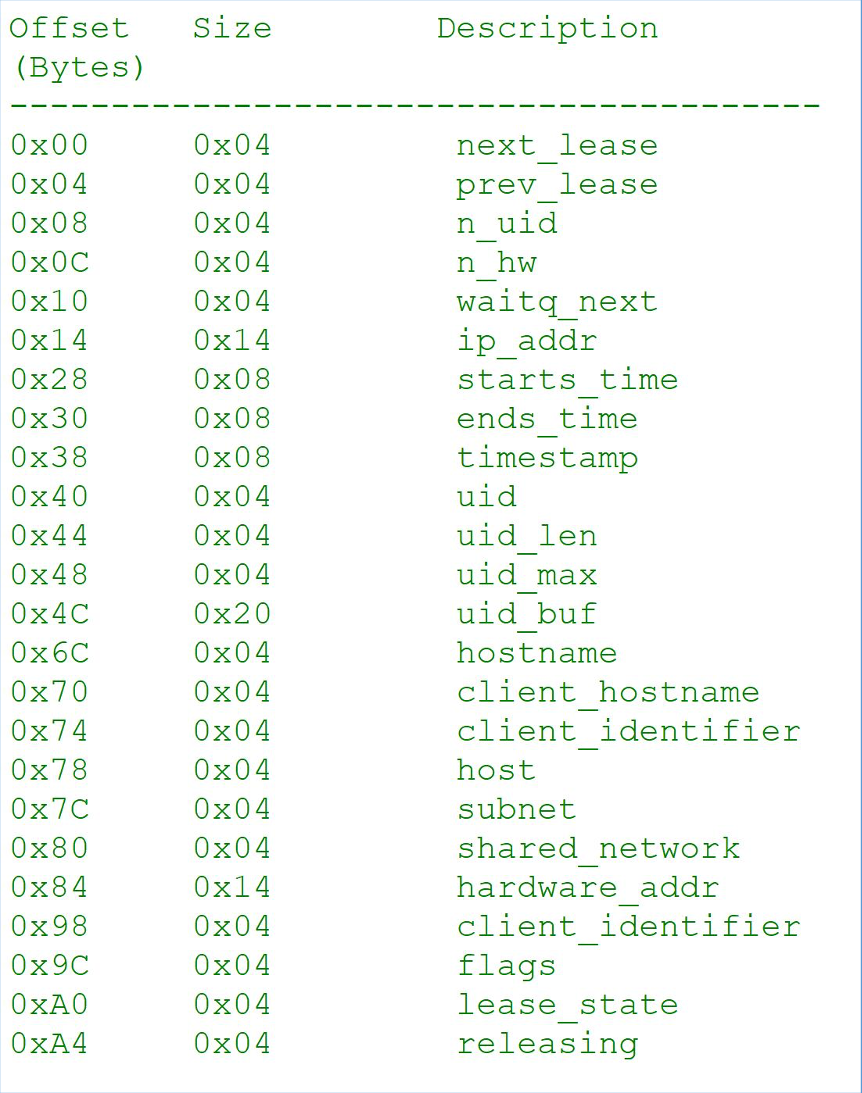 Offset Size Description
(Bytes)
----------------------------------------
0x00 0x04 next_lease
0x04 0x04 prev_lease
0x08 0x04 n_uid
0x0C 0x04 n_hw
0x10 0x04 waitq_next
0x14 0x14 ip_addr
0x28 0x08 starts_time
0x30 0x08 ends_time
0x38 0x08 timestamp
0x40 0x04 uid
0x44 0x04 uid_len
0x48 0x04 uid_max
0x4C 0x20 uid_buf
0x6C 0x04 hostname
0x70 0x04 client_hostname
0x74 0x04 client_identifier
0x78 0x04 host
0x7C 0x04 subnet
0x80 0x04 shared_network
0x84 0x14 hardware_addr
0x98 0x04 client_identifier
0x9C 0x04 flags
0xA0 0x04 lease_state
0xA4 0x04 releasing